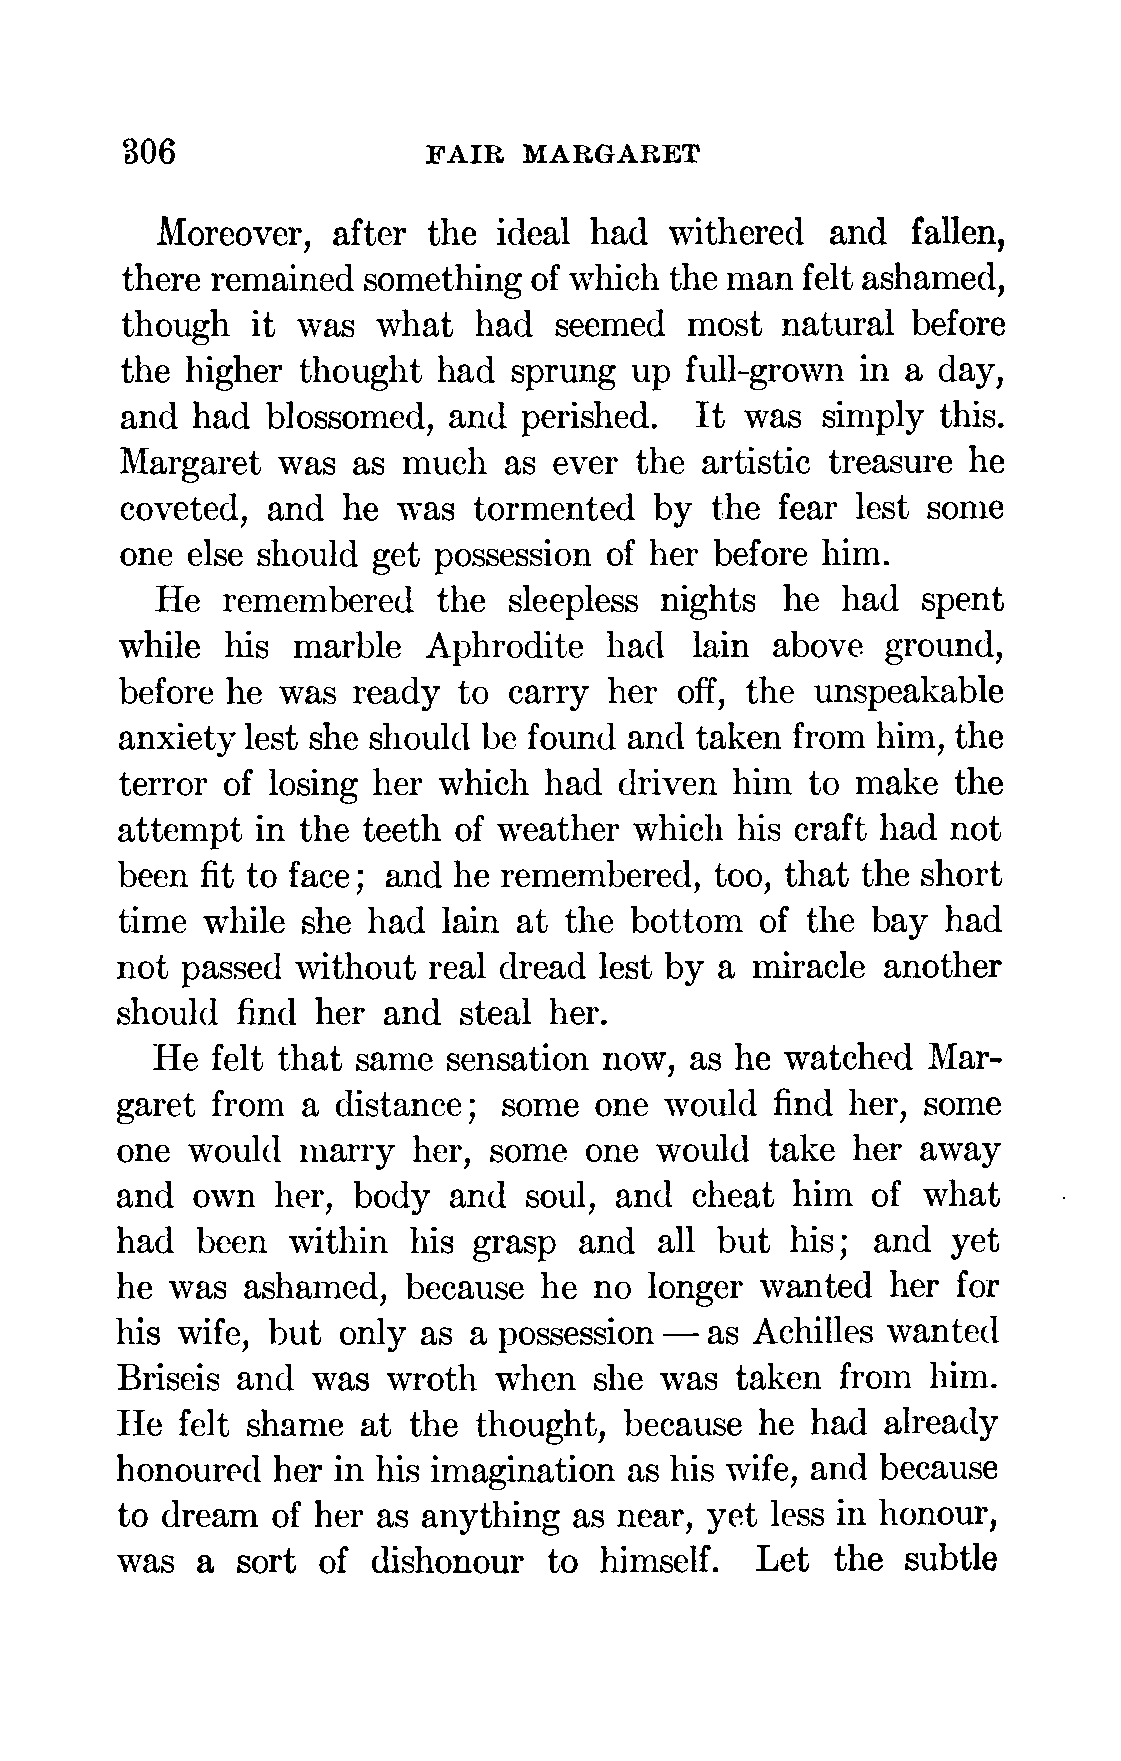 306 FAIR MARGARET
Moreover, after the ideal had withered and fallen,
there remained something of which the man felt ashamed,
though it was what had seemed most natural before
the higher thought had sprung up full-grown in a day,
and had blossomed, and perished. It was simply this.
Margaret was as much as ever the artistic treasure he
coveted, and he was tormented by the fear lest some
one else should get possession of her before him.
He remembered the sleepless nights he had spent
while his marble Aphrodite had lain above ground,
before he was ready to carry her off, the unspeakable
anxiety lest she should be found and taken from him, the
terror of losing her which had driven him to make the
attempt in the teeth of weather which his craft had not
been fit to face; and he remembered, too, that the short
time while she had lain at the bottom of the bay had
not passed without real dread lest by a miracle another
should find her and steal her.
He felt that same sensation now, as he watched Mar-
garet from a distance; some one would find her, some
one would marry her, some one would take her away
and own her, body and soul, and cheat him of what
had been within his grasp and all but his; and yet
he was ashamed, because he no longer wanted her for
his wife, but only as a possession — as Achilles wanted
Briseis and was wroth when she was taken from him.
He felt shame at the thought, because he had already
honoured her in his imagination as his wife, and because
to dream of her as anything as near, yet less in honour,
was a sort of dishonour to himself. Let the subtle